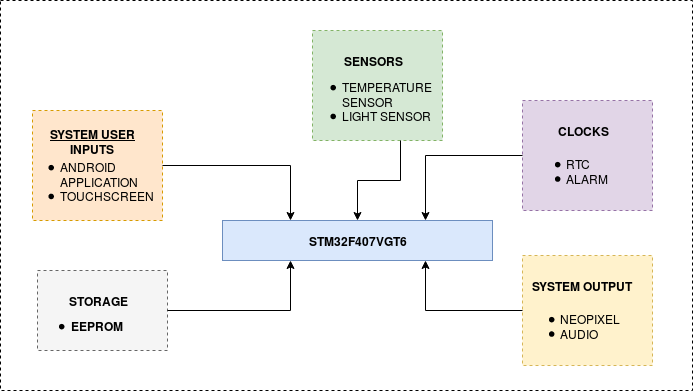 SENSORS
● TEMPERATURE
SENSOR
● LIGHT SENSOR
SYSTEM USER
INPUTS
● ANDROID
APPLICATION
● TOUCHSCREEN
CLOCKS
● RTC
● ALARM
STM32F407VGT6
STORAGE
● EEPROM
SYSTEM OUTPUT
● NEOPIXEL
● AUDIO